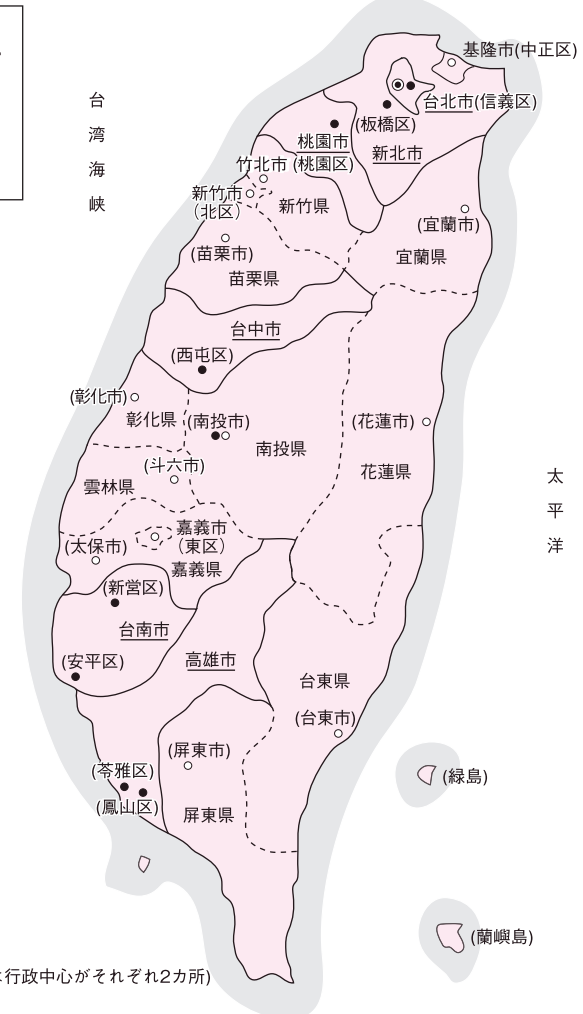 基隆市(中正区)
台湾海峡
台北市(信義区)
(板橋区)
桃園市
(桃園区)
新北市
竹北市
新竹市
（北区）
新竹県
(宜蘭市)
宜蘭県
(苗栗市)
苗栗県
台中市
(西屯区)
(彰化市)
彰化県
(南投市)
南投県
(花蓮市)
花蓮県
(斗六市)
雲林県
太平洋
嘉義市
（東区）
(太保市)
嘉義県
(新営区)
台南市
(安平区)
高雄市
台東県
(台東市)
(屏東市)
屏東県
(苓雅区)
(鳳山区)
(緑島)
(蘭嶼島)
行政中心がそれぞれ2カ所)